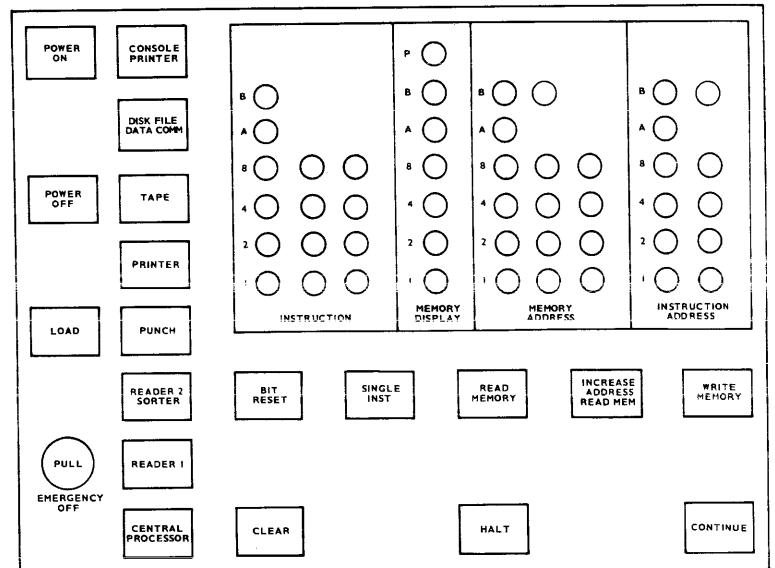 POWER
ON
CONSOLE
PRINTER
DISK FILE
DATA COMM
POWER
OFF
TAPE
PRINTER
LOAD
PUNCH
READER 2
SORTER
PULL
EMERGENCY
OFF
READER 1
CENTRAL
PROCESSOR
B
A
8
4
2
1
INSTRUCTION
P
B
A
8
4
2
1
MEMORY
DISPLAY
B
A
8
4
2
1
MEMORY
ADDRESS
B
A
8
4
2
1
INSTRUCTION
ADDRESS
BIT
RESET
SINGLE
INST
READ
MEMORY
INCREASE
ADDRESS
READ MEM
WRITE
MEMORY
CLEAR
HALT
CONTINUE